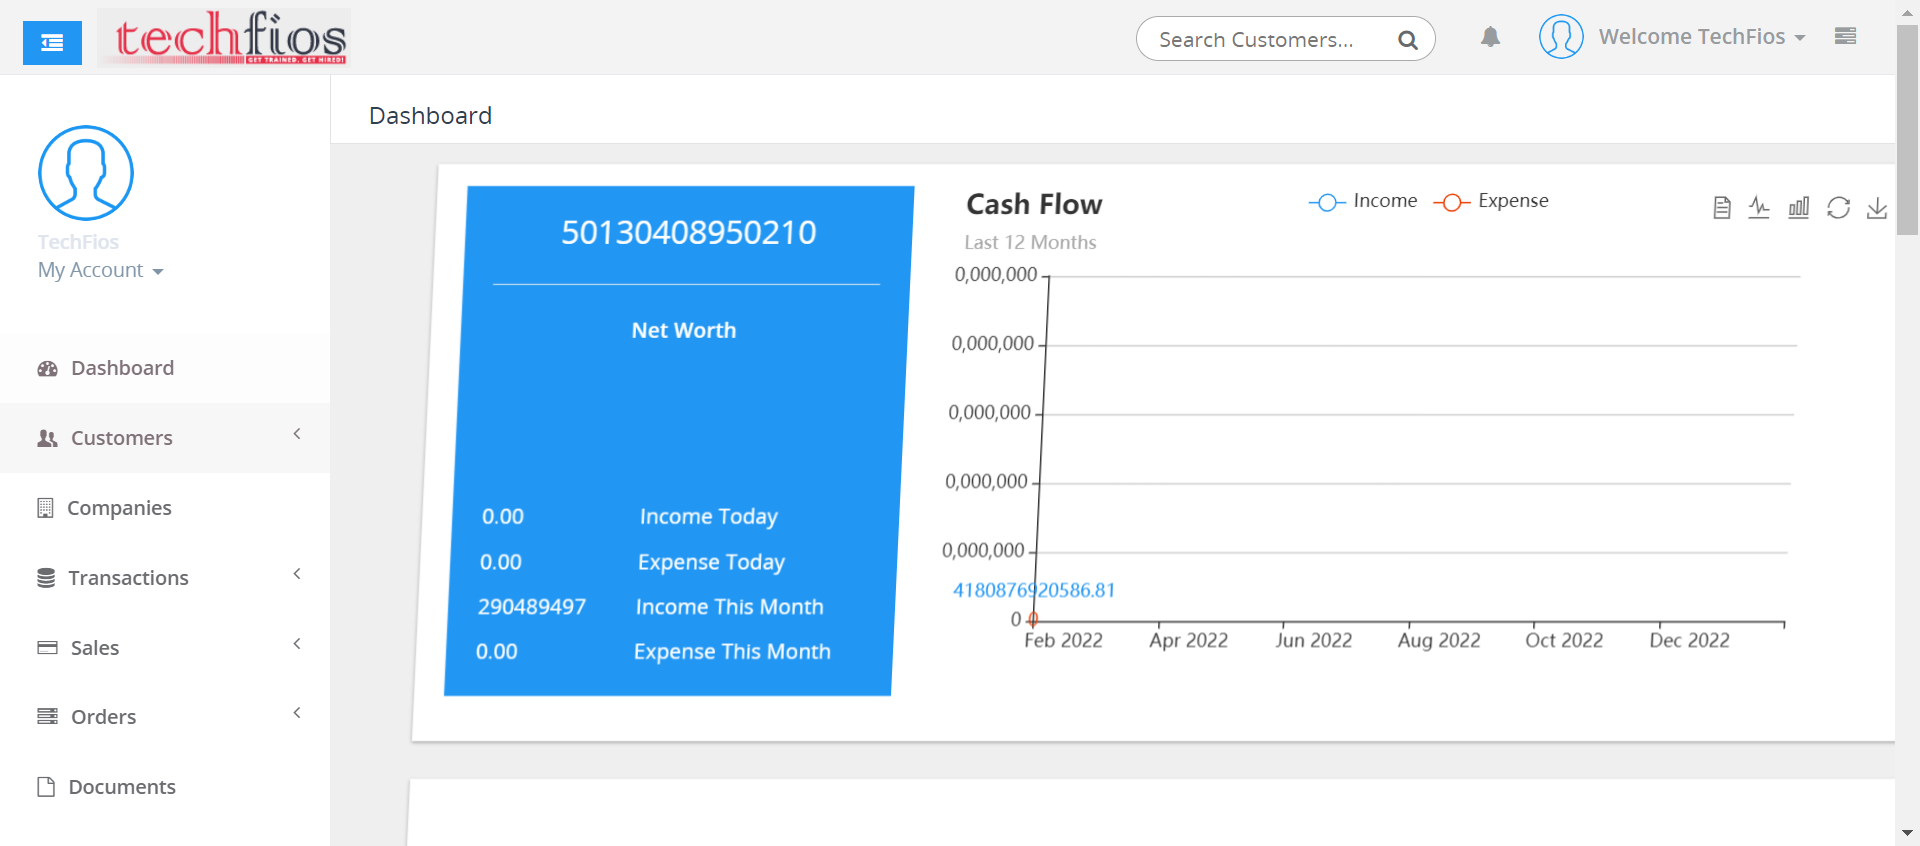 techfios
GET TRAINED. GET HIRED!
Search Customers...
Welcome TechFios
Dashboard
TechFios
My Account
Dashboard
Customers
Companies
Transactions
Sales
Orders
Documents
50130408950210
Net Worth
0.00 Income Today
0.00 Expense Today
290489497 Income This Month
0.00 Expense This Month
Cash Flow
Last 12 Months
Income Expense
0,000,000
0,000,000
0,000,000
0,000,000
0,000,000
4180876920586.81
0 0
Feb 2022 Apr 2022 Jun 2022 Aug 2022 Oct 2022 Dec 2022